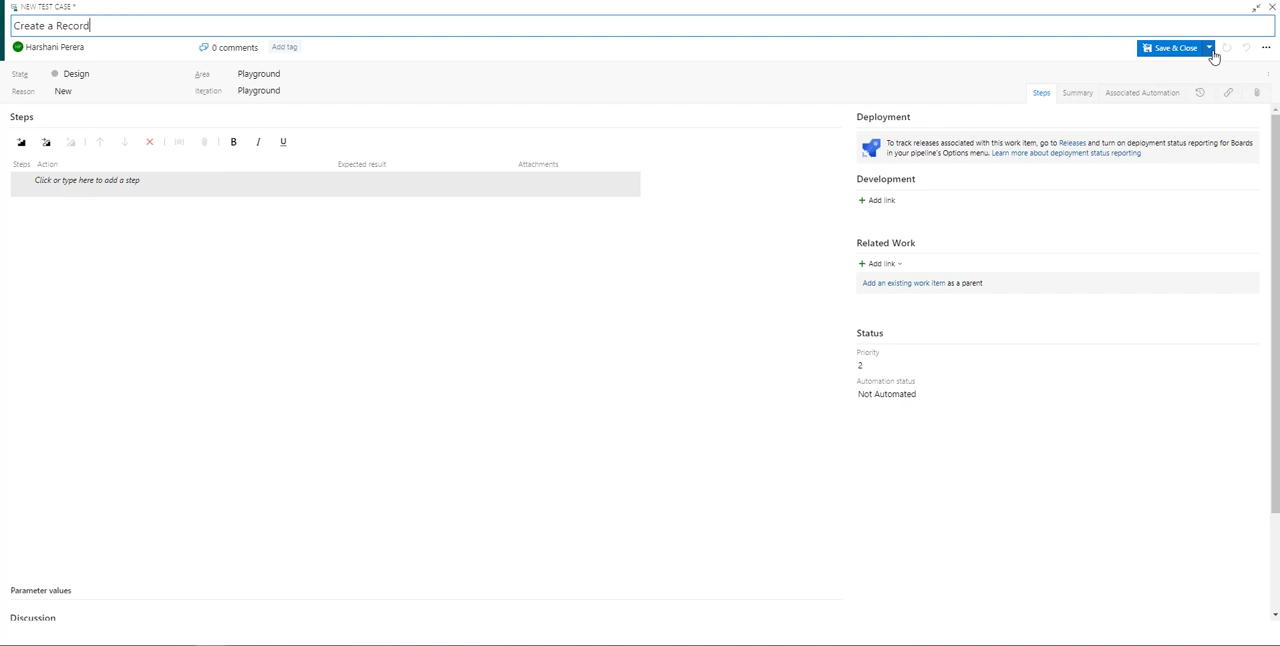 NEW TEST CASE *
Create a Record
HP Harshani Perera 0 comments Add tag Save & Close
State Design Area Playground
Reason New Iteration Playground
Steps Summary Associated Automation
Steps
B I U
Steps Action Expected result Attachments
Click or type here to add a step
Parameter values
Discussion
Deployment
To track releases associated with this work item, go to Releases and turn on deployment status reporting for Boards
in your pipeline's Options menu. Learn more about deployment status reporting
Development
+ Add link
Related Work
+ Add link
Add an existing work item as a parent
Status
Priority
2
Automation status
Not Automated